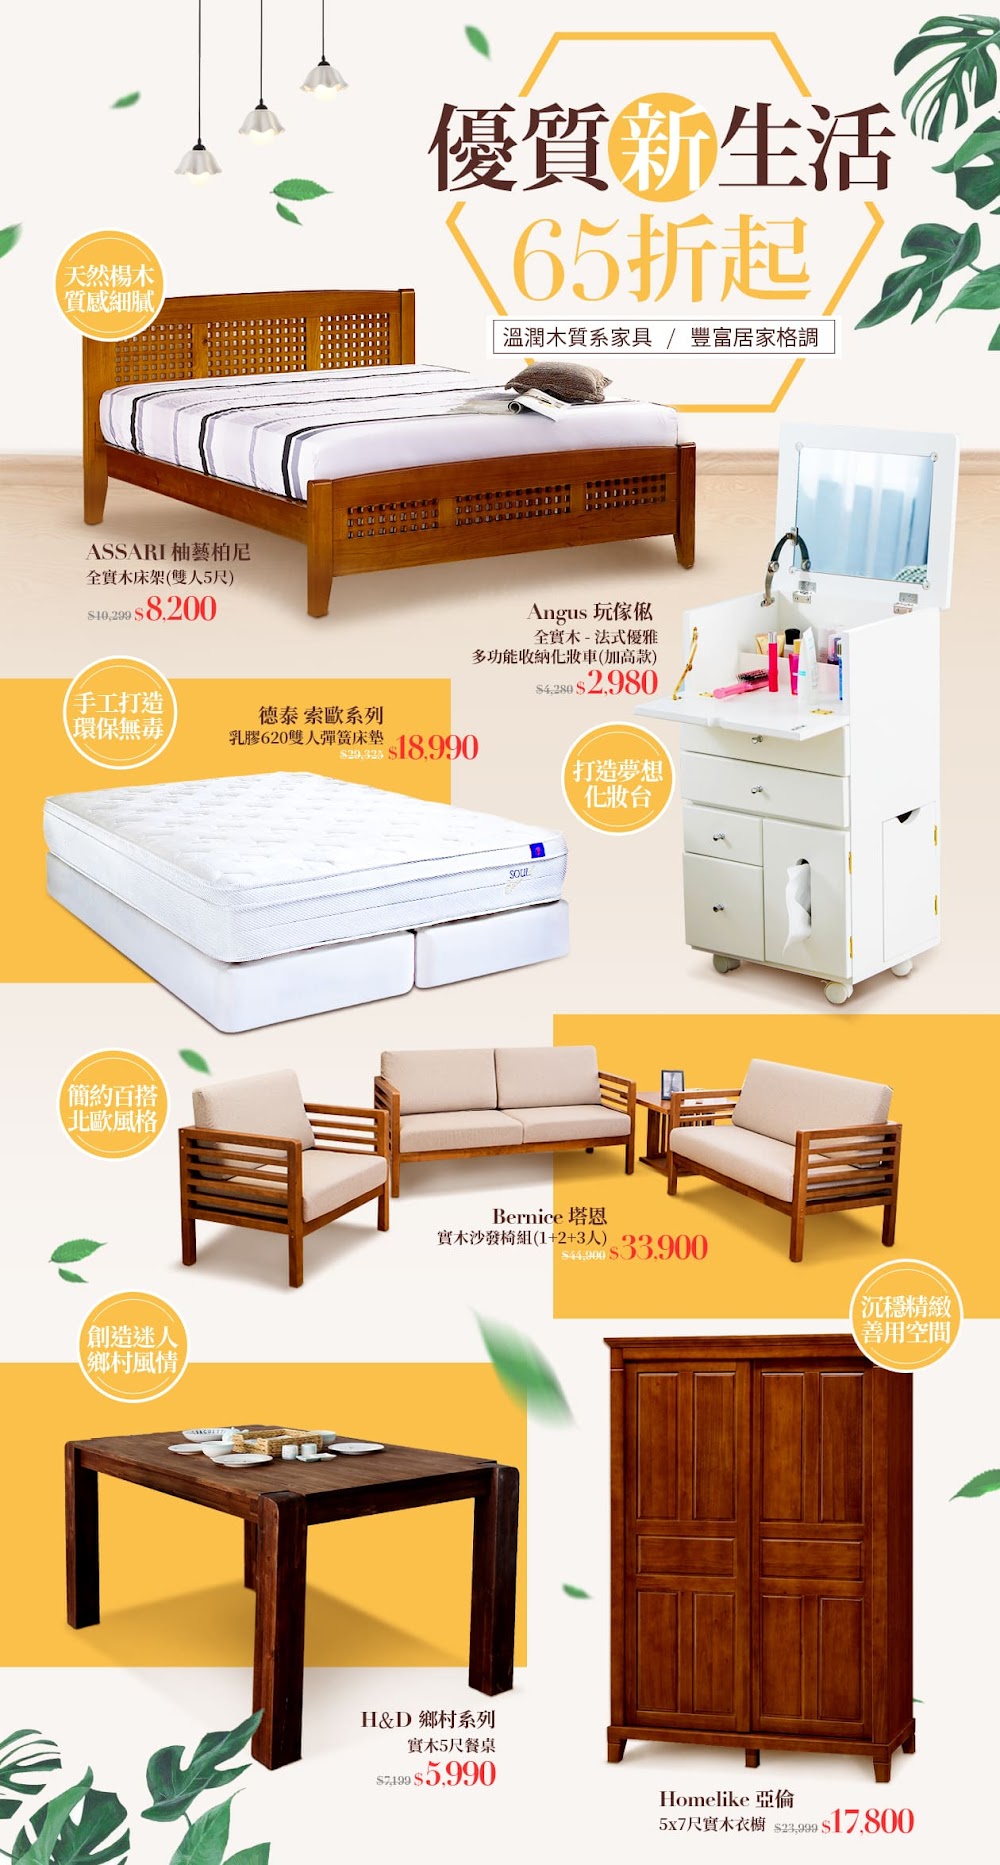 優質新生活
65折起
溫潤木質系家具 / 豐富居家格調
天然楊木
質感細膩
ASSARI 柚藝柏尼
全實木床架(雙人5尺)
$10,299 $8,200
Angus 玩傢俬
全實木 - 法式優雅
多功能收納化妝車(加高款)
$4,280 $2,980
手工打造
環保無毒
德泰 索歐系列
乳膠620雙人彈簧床墊
$29,325 $18,990
打造夢想
化妝台
SOUL
簡約百搭
北歐風格
Bernice 塔恩
實木沙發椅組(1+2+3人)
$44,900 $33,900
沉穩精緻
善用空間
創造迷人
鄉村風情
H&D 鄉村系列
實木5尺餐桌
$7,199 $5,990
Homelike 亞倫
5x7尺實木衣櫥 $23,999 $17,800